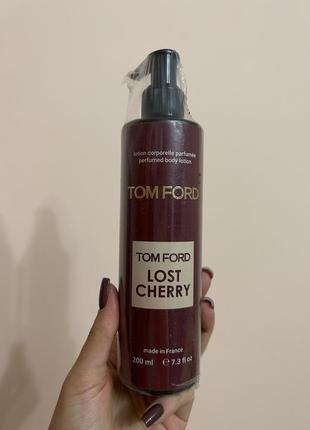 lotion corporelle parfumée
perfumed body lotion
TOM FORD
TOM FORD
LOST
CHERRY
made in France
200 ml ℮ 7.3 fl oz